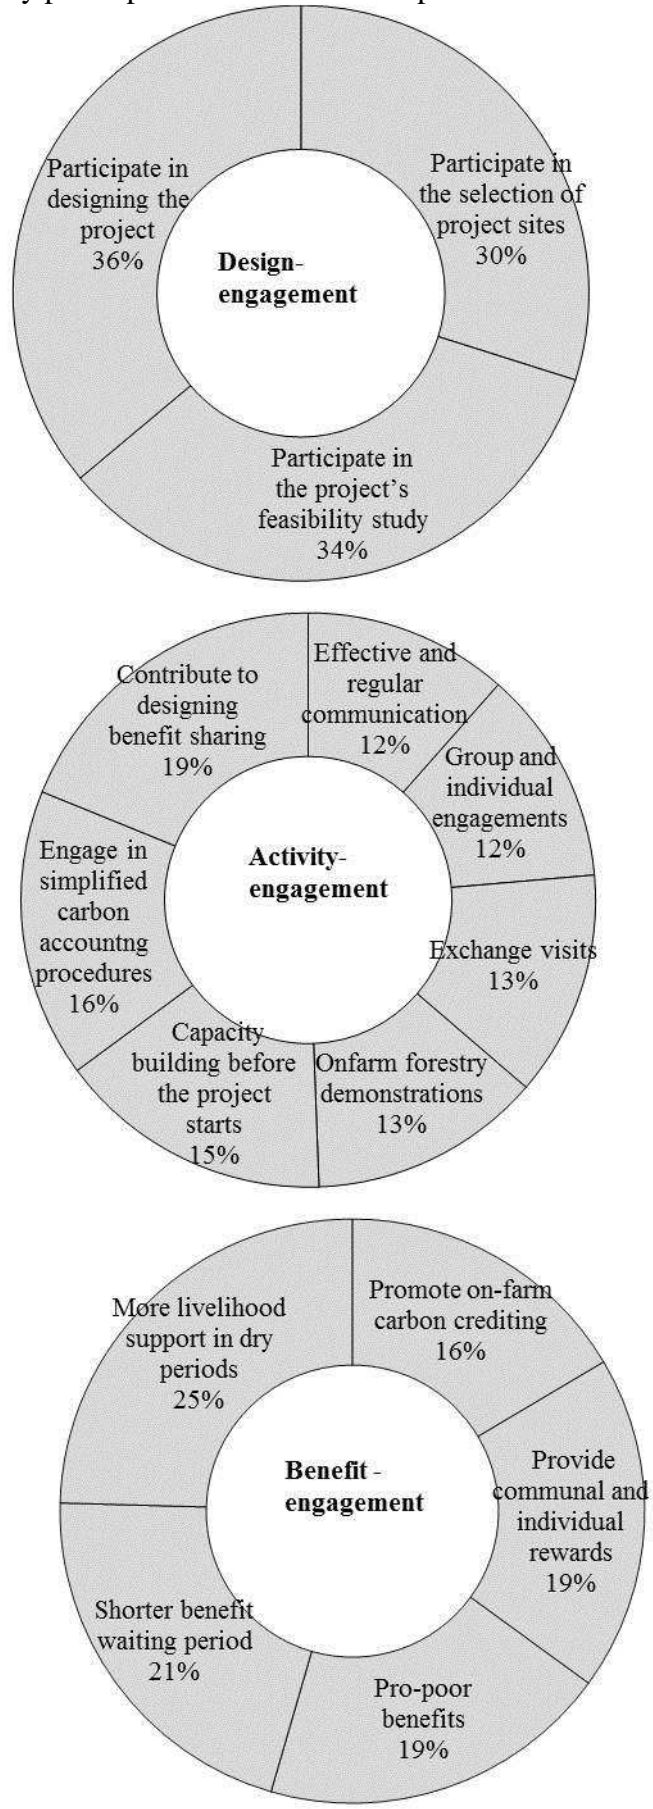 Participate in
designing the
project
36%
Participate in
the selection of
project sites
30%
Design-
engagement
Participate in
the project’s
feasibility study
34%
Contribute to
designing
benefit sharing
19%
Effective and
regular
communication
12%
Group and
individual
engagements
12%
Activity-
engagement
Engage in
simplified
carbon
accountng
procedures
16%
Exchange visits
13%
Capacity
building before
the project
starts
15%
Onfarm forestry
demonstrations
13%
More livelihood
support in dry
periods
25%
Promote on-farm
carbon crediting
16%
Benefit -
engagement
Provide
communal and
individual
rewards
19%
Shorter benefit
waiting period
21%
Pro-poor
benefits
19%